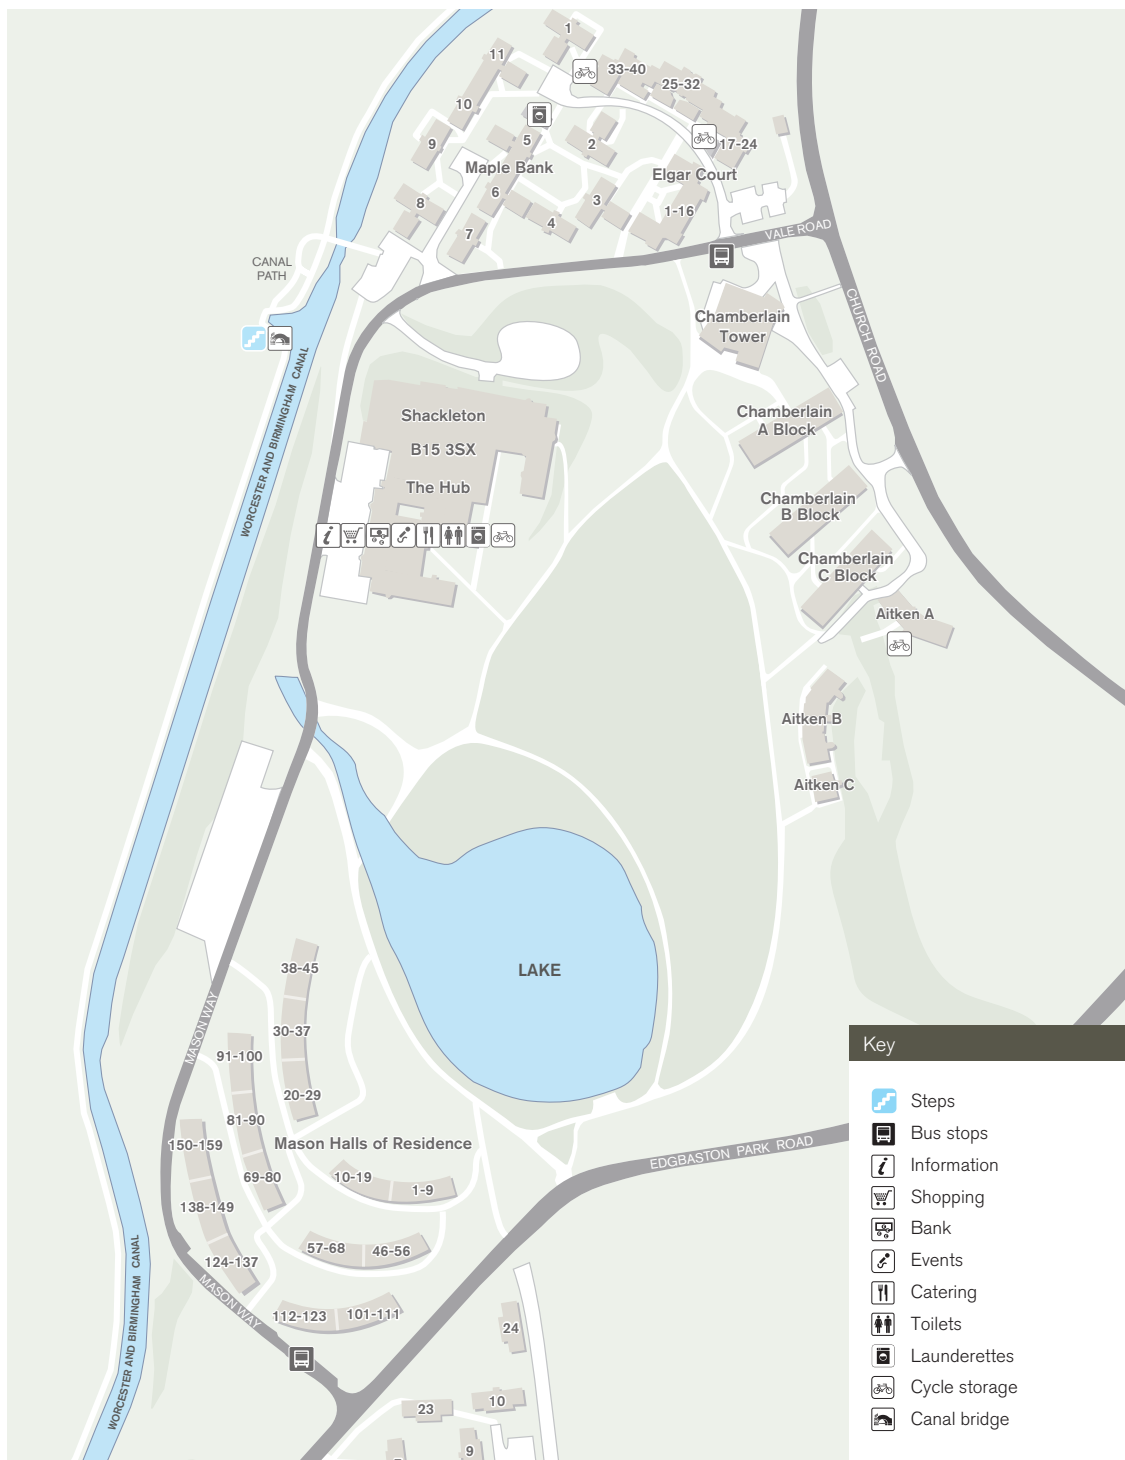 1
11
33-40
25-32
10
9
5
2
17-24
Maple Bank
Elgar Court
6
8
3
1-16
4
7
VALE ROAD
CANAL
PATH
CHURCH ROAD
Chamberlain
Tower
WORCESTER AND BIRMINGHAM CANAL
Shackleton
B15 3SX
The Hub
Chamberlain
A Block
Chamberlain
B Block
Chamberlain
C Block
Aitken A
Aitken B
Aitken C
LAKE
MASON WAY
38-45
30-37
20-29
91-100
81-90
69-80
150-159
138-149
124-137
Mason Halls of Residence
10-19
1-9
57-68
46-56
112-123
101-111
MASON WAY
EDGBASTON PARK ROAD
WORCESTER AND BIRMINGHAM CANAL
24
23
10
9
Key
Steps
Bus stops
Information
Shopping
Bank
Events
Catering
Toilets
Launderettes
Cycle storage
Canal bridge